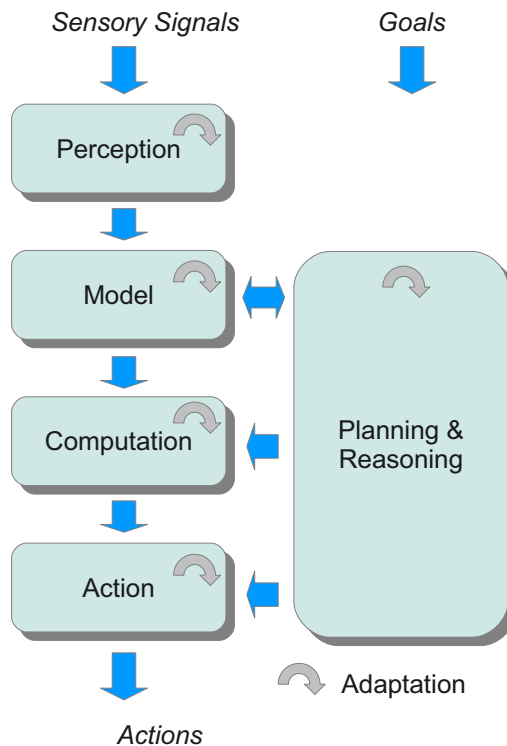 Sensory Signals
Goals
Perception
Model
Computation
Planning &
Reasoning
Action
Adaptation
Actions